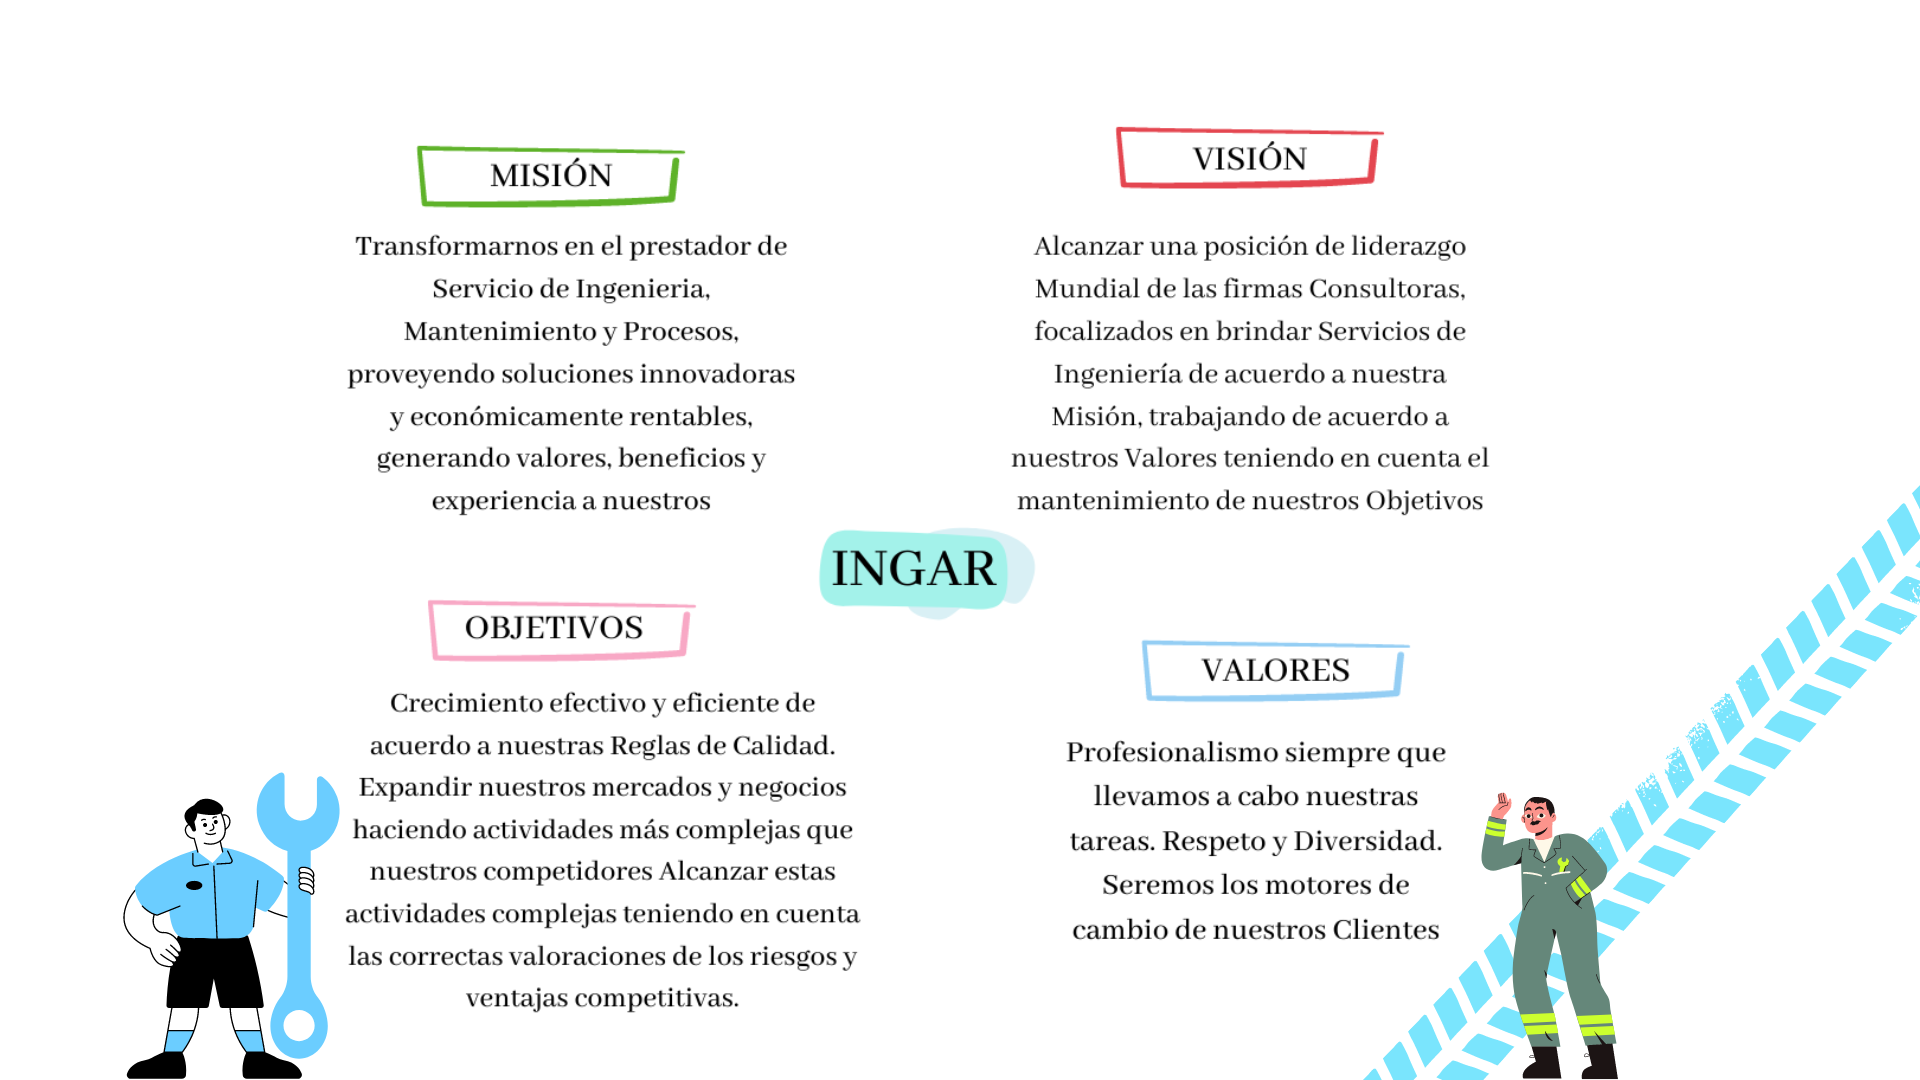 MISIÓN
Transformarnos en el prestador de
Servicio de Ingenieria,
Mantenimiento y Procesos,
proveyendo soluciones innovadoras
y económicamente rentables,
generando valores, beneficios y
experiencia a nuestros
VISIÓN
Alcanzar una posición de liderazgo
Mundial de las firmas Consultoras,
focalizados en brindar Servicios de
Ingeniería de acuerdo a nuestra
Misión, trabajando de acuerdo a
nuestros Valores teniendo en cuenta el
mantenimiento de nuestros Objetivos
INGAR
OBJETIVOS
Crecimiento efectivo y eficiente de
acuerdo a nuestras Reglas de Calidad.
Expandir nuestros mercados y negocios
haciendo actividades más complejas que
nuestros competidores Alcanzar estas
actividades complejas teniendo en cuenta
las correctas valoraciones de los riesgos y
ventajas competitivas.
VALORES
Profesionalismo siempre que
llevamos a cabo nuestras
tareas. Respeto y Diversidad.
Seremos los motores de
cambio de nuestros Clientes